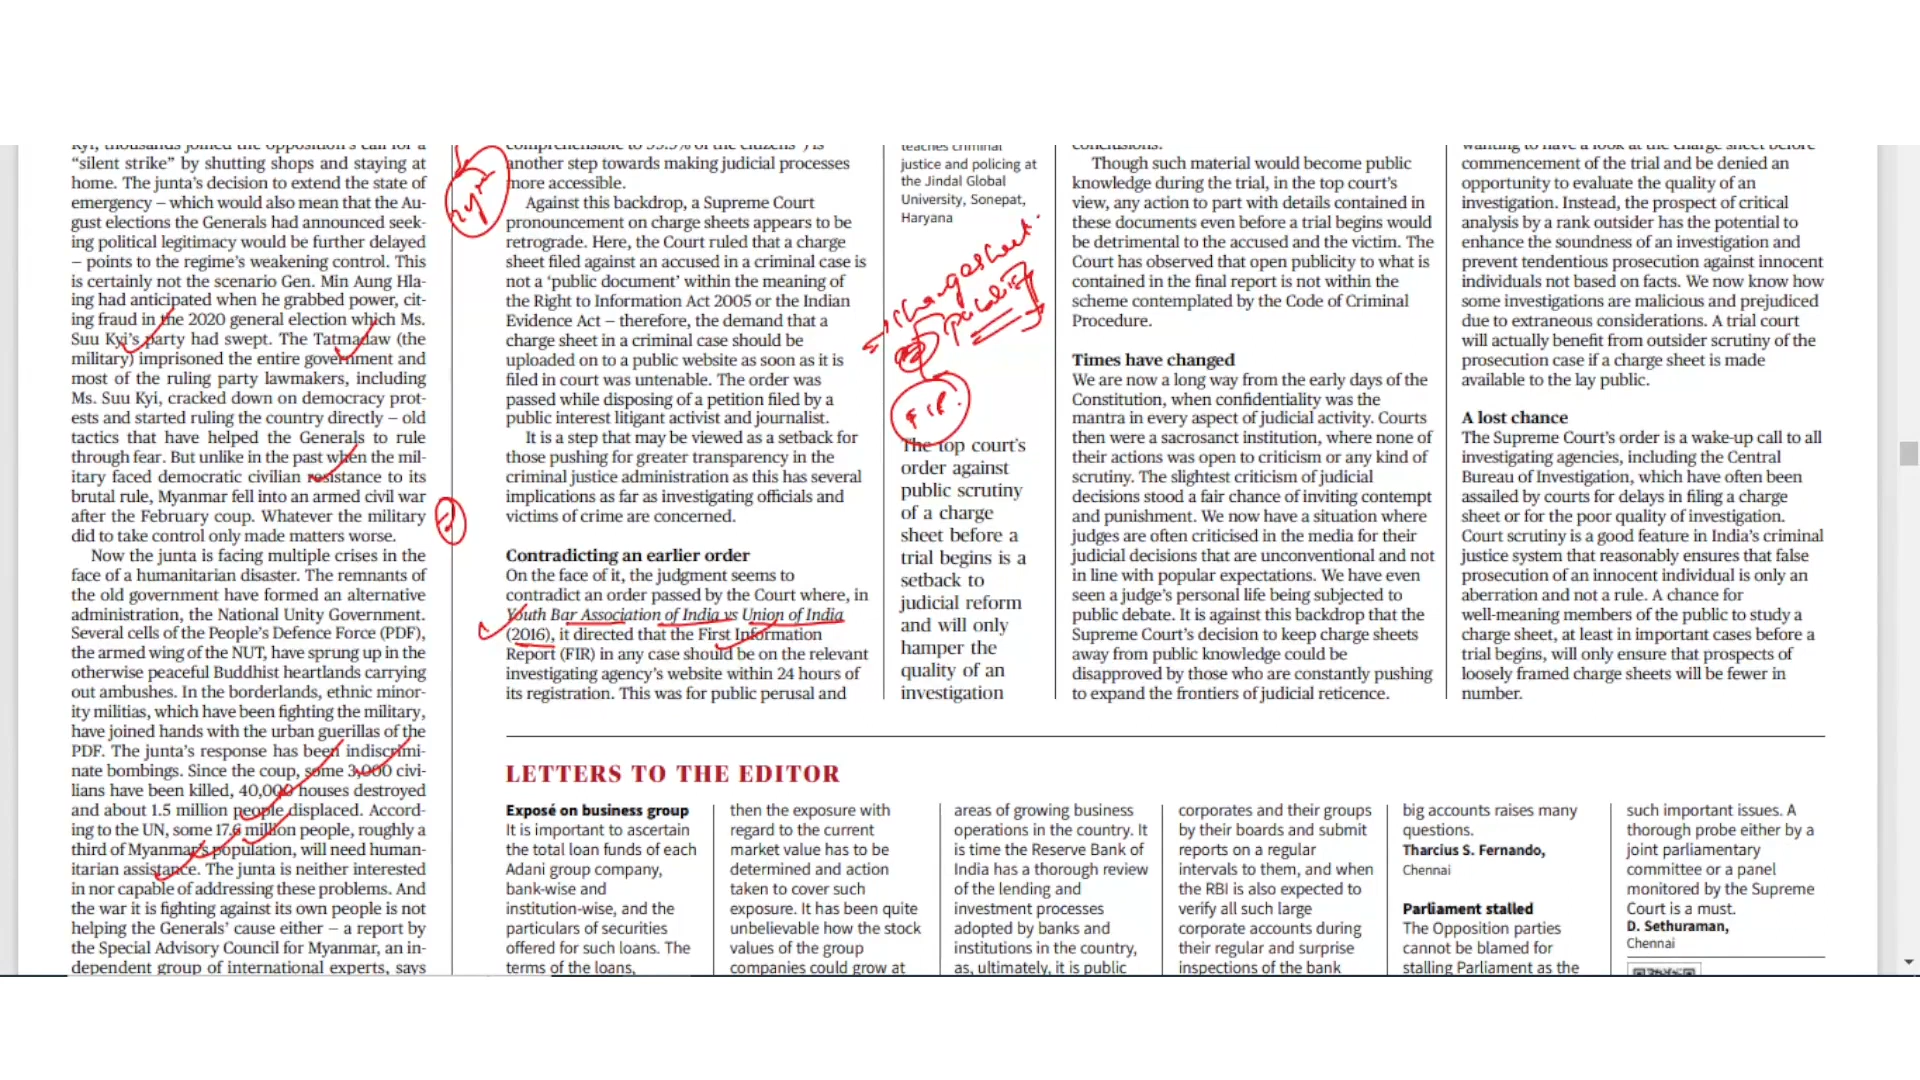 “silent strike” by shutting shops and staying at
home. The junta’s decision to extend the state of
emergency – which would also mean that the Au-
gust elections the Generals had announced seek-
ing political legitimacy would be further delayed
– points to the regime’s weakening control. This
is certainly not the scenario Gen. Min Aung Hla-
ing had anticipated when he grabbed power, cit-
ing fraud in the 2020 general election which Ms.
Suu Kyi’s party had swept. The Tatmadaw (the
military) imprisoned the entire government and
most of the ruling party lawmakers, including
Ms. Suu Kyi, cracked down on democracy prot-
ests and started ruling the country directly – old
tactics that have helped the Generals to rule
through fear. But unlike in the past when the mil-
itary faced democratic civilian resistance to its
brutal rule, Myanmar fell into an armed civil war
after the February coup. Whatever the military
did to take control only made matters worse.
Now the junta is facing multiple crises in the
face of a humanitarian disaster. The remnants of
the old government have formed an alternative
administration, the National Unity Government.
Several cells of the People’s Defence Force (PDF),
the armed wing of the NUT, have sprung up in the
otherwise peaceful Buddhist heartlands carrying
out ambushes. In the borderlands, ethnic minor-
ity militias, which have been fighting the military,
have joined hands with the urban guerillas of the
PDF. The junta’s response has been indiscrimi-
nate bombings. Since the coup, some 3,000 civi-
lians have been killed, 40,000 houses destroyed
and about 1.5 million people displaced. Accord-
ing to the UN, some 17.6 million people, roughly a
third of Myanmar’s population, will need human-
itarian assistance. The junta is neither interested
in nor capable of addressing these problems. And
the war it is fighting against its own people is not
helping the Generals’ cause either – a report by
the Special Advisory Council for Myanmar, an in-
dependent group of international experts, says
another step towards making judicial processes
more accessible.
Against this backdrop, a Supreme Court
pronouncement on charge sheets appears to be
retrograde. Here, the Court ruled that a charge
sheet filed against an accused in a criminal case is
not a ‘public document’ within the meaning of
the Right to Information Act 2005 or the Indian
Evidence Act – therefore, the demand that a
charge sheet in a criminal case should be
uploaded on to a public website as soon as it is
filed in court was untenable. The order was
passed while disposing of a petition filed by a
public interest litigant activist and journalist.
It is a step that may be viewed as a setback for
those pushing for greater transparency in the
criminal justice administration as this has several
implications as far as investigating officials and
victims of crime are concerned.
Contradicting an earlier order
On the face of it, the judgment seems to
contradict an order passed by the Court where, in
Youth Bar Association of India vs Union of India
(2016), it directed that the First Information
Report (FIR) in any case should be on the relevant
investigating agency’s website within 24 hours of
its registration. This was for public perusal and
teaches criminal
justice and policing at
the Jindal Global
University, Sonepat,
Haryana
Chargesheet
FIR
The top court’s
order against
public scrutiny
of a charge
sheet before a
trial begins is a
setback to
judicial reform
and will only
hamper the
quality of an
investigation
conclusions.
Though such material would become public
knowledge during the trial, in the top court’s
view, any action to part with details contained in
these documents even before a trial begins would
be detrimental to the accused and the victim. The
Court has observed that open publicity to what is
contained in the final report is not within the
scheme contemplated by the Code of Criminal
Procedure.
Times have changed
We are now a long way from the early days of the
Constitution, when confidentiality was the
mantra in every aspect of judicial activity. Courts
then were a sacrosanct institution, where none of
their actions was open to criticism or any kind of
scrutiny. The slightest criticism of judicial
decisions stood a fair chance of inviting contempt
and punishment. We now have a situation where
judges are often criticised in the media for their
judicial decisions that are unconventional and not
in line with popular expectations. We have even
seen a judge’s personal life being subjected to
public debate. It is against this backdrop that the
Supreme Court’s decision to keep charge sheets
away from public knowledge could be
disapproved by those who are constantly pushing
to expand the frontiers of judicial reticence.
wanting to have a look at the charge sheet before
commencement of the trial and be denied an
opportunity to evaluate the quality of an
investigation. Instead, the prospect of critical
analysis by a rank outsider has the potential to
enhance the soundness of an investigation and
prevent tendentious prosecution against innocent
individuals not based on facts. We now know how
some investigations are malicious and prejudiced
due to extraneous considerations. A trial court
will actually benefit from outsider scrutiny of the
prosecution case if a charge sheet is made
available to the lay public.
A lost chance
The Supreme Court’s order is a wake-up call to all
investigating agencies, including the Central
Bureau of Investigation, which have often been
assailed by courts for delays in filing a charge
sheet or for the poor quality of investigation.
Court scrutiny is a good feature in India’s criminal
justice system that reasonably ensures that false
prosecution of an innocent individual is only an
aberration and not a rule. A chance for
well-meaning members of the public to study a
charge sheet, at least in important cases before a
trial begins, will only ensure that prospects of
loosely framed charge sheets will be fewer in
number.
LETTERS TO THE EDITOR
Exposé on business group
It is important to ascertain
the total loan funds of each
Adani group company,
bank-wise and
institution-wise, and the
particulars of securities
offered for such loans. The
terms of the loans,
then the exposure with
regard to the current
market value has to be
determined and action
taken to cover such
exposure. It has been quite
unbelievable how the stock
values of the group
companies could grow at
areas of growing business
operations in the country. It
is time the Reserve Bank of
India has a thorough review
of the lending and
investment processes
adopted by banks and
institutions in the country,
as, ultimately, it is public
corporates and their groups
by their boards and submit
reports on a regular
intervals to them, and when
the RBI is also expected to
verify all such large
corporate accounts during
their regular and surprise
inspections of the bank
big accounts raises many
questions.
Tharcius S. Fernando,
Chennai
Parliament stalled
The Opposition parties
cannot be blamed for
stalling Parliament as the
such important issues. A
thorough probe either by a
joint parliamentary
committee or a panel
monitored by the Supreme
Court is a must.
D. Sethuraman,
Chennai